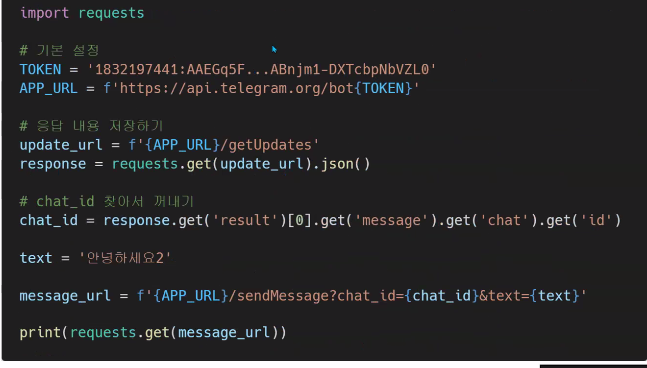 import requests
# 기본 설정
TOKEN = '1832197441:AAEGq5F...ABnjm1-DXTcbpNbVZL0'
APP_URL = f'https://api.telegram.org/bot{TOKEN}'
# 응답 내용 저장하기
update_url = f'{APP_URL}/getUpdates'
response = requests.get(update_url).json()
# chat_id 찾아서 꺼내기
chat_id = response.get('result')[0].get('message').get('chat').get('id')
text = '안녕하세요2'
message_url = f'{APP_URL}/sendMessage?chat_id={chat_id}&text={text}'
print(requests.get(message_url))